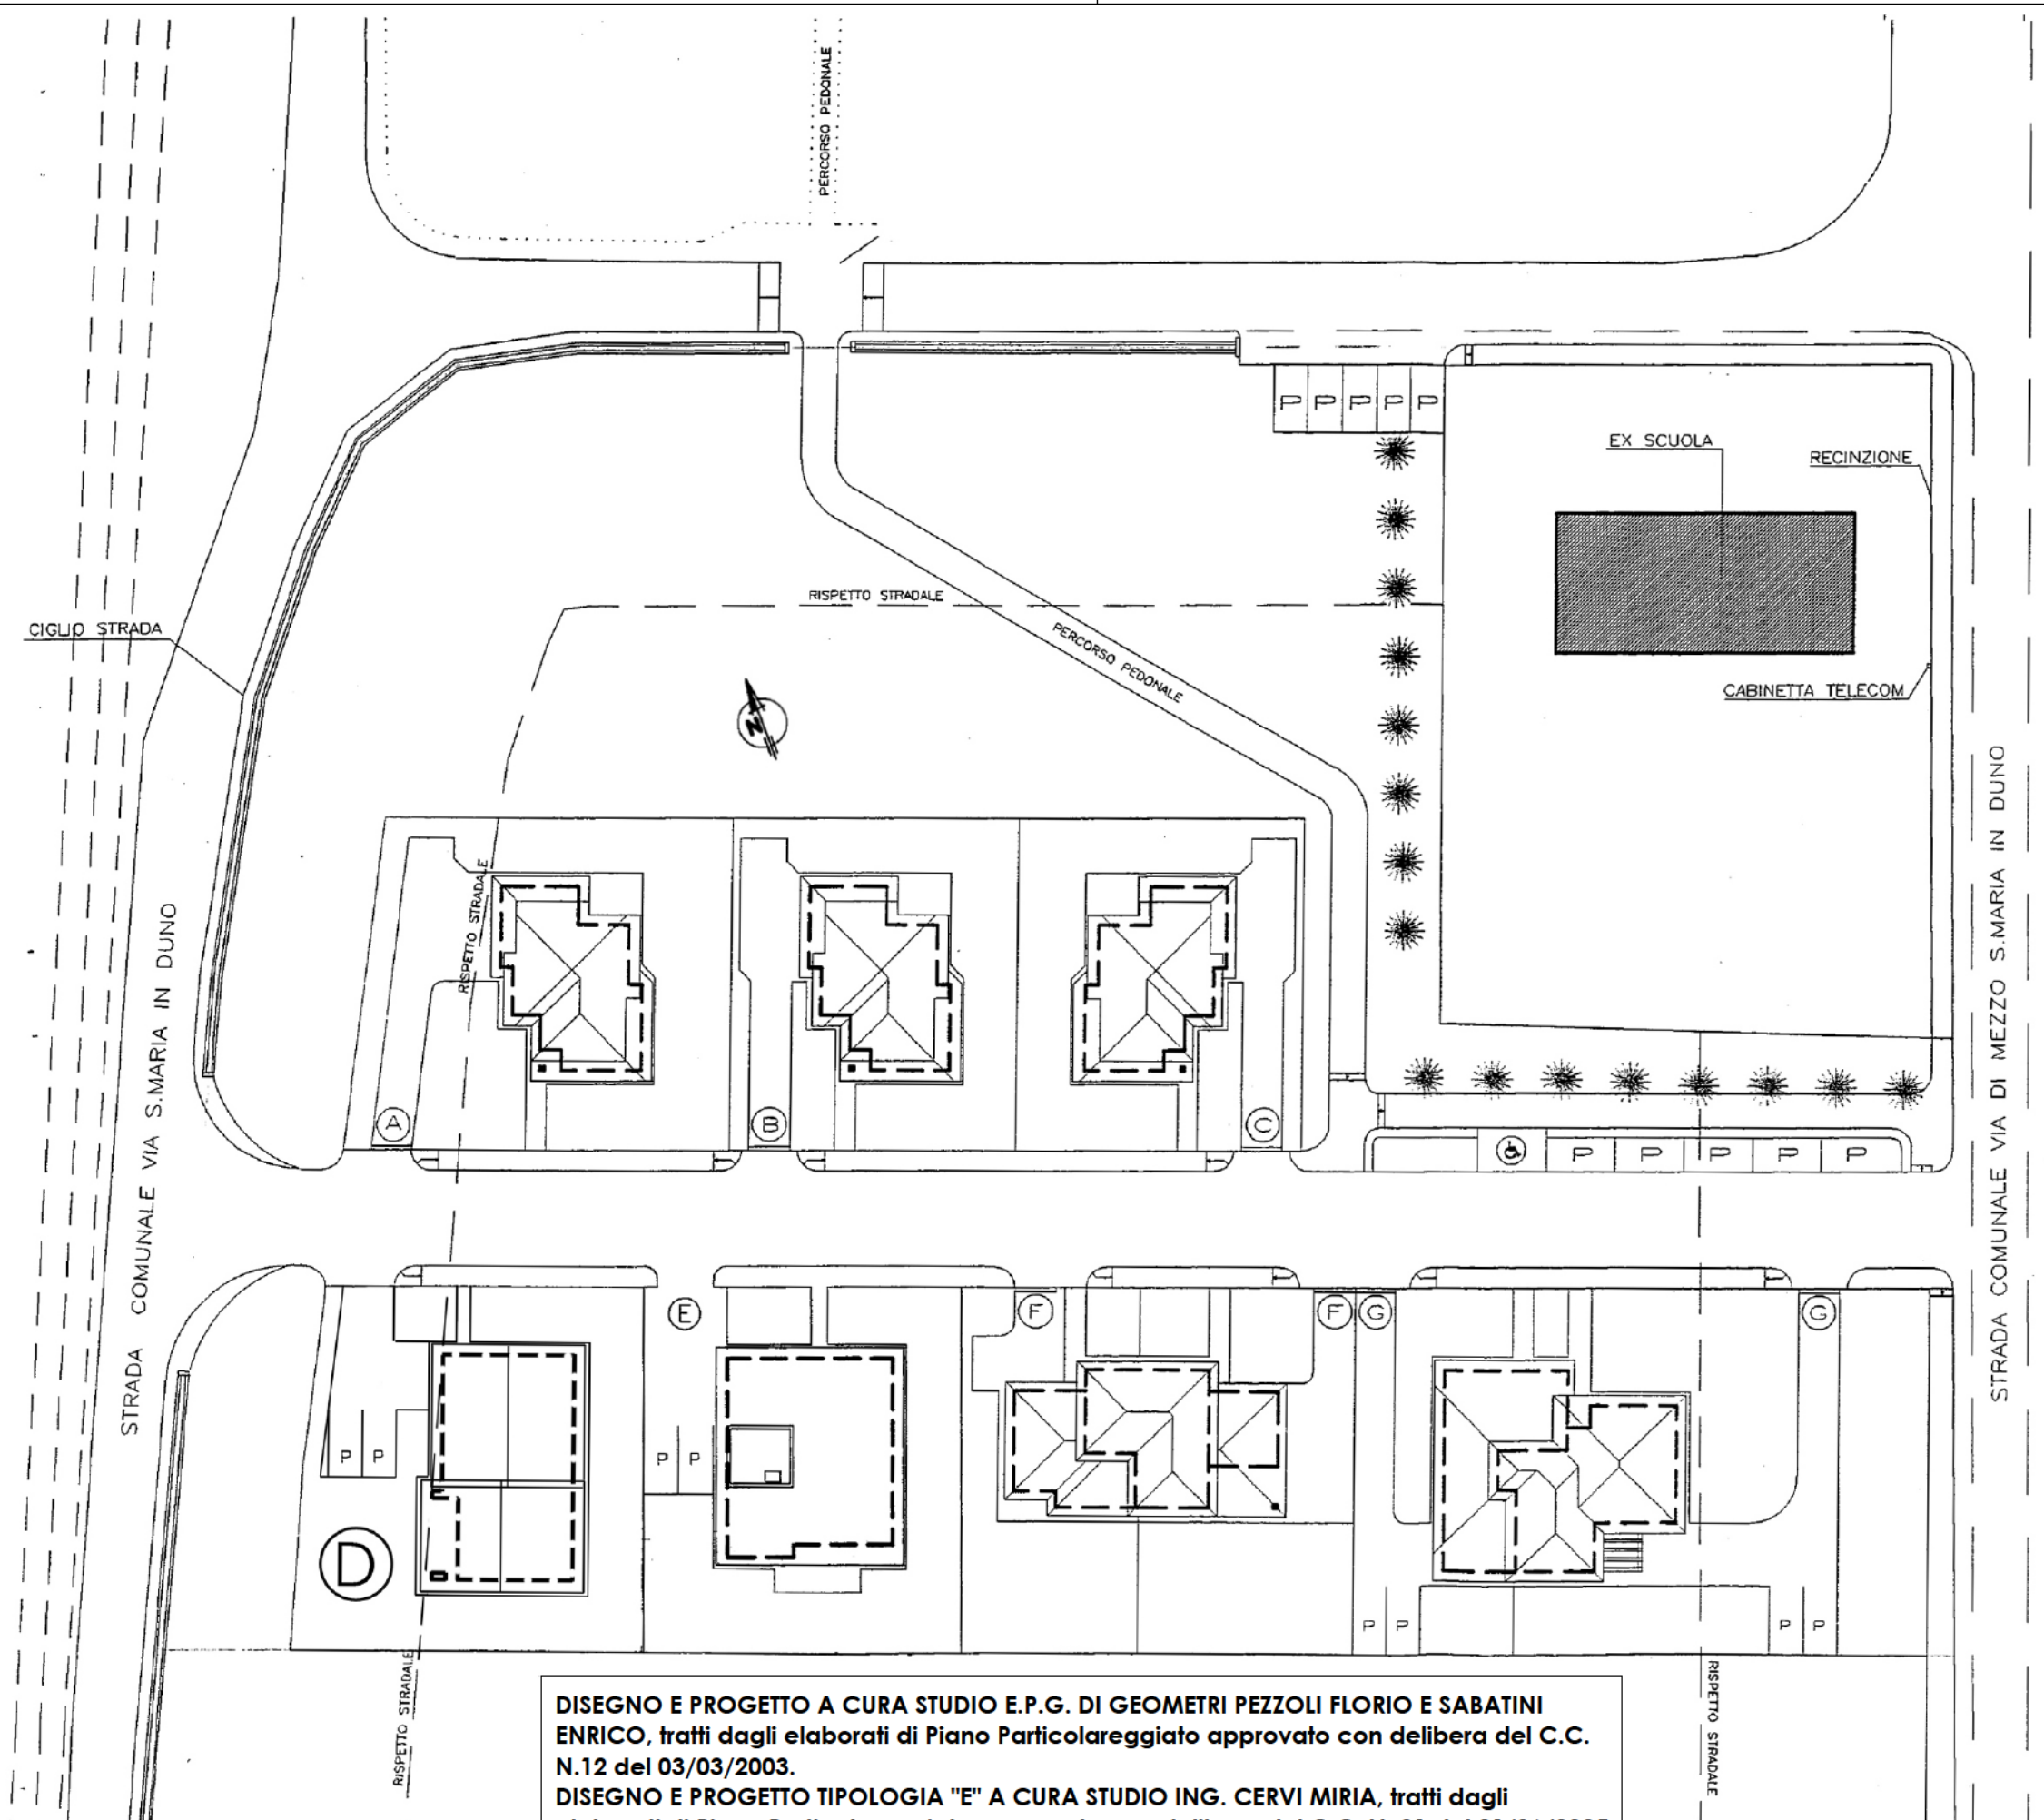 PERCORSO PEDONALE
P P P P P
EX SCUOLA
RECINZIONE
RISPETTO STRADALE
CIGLIO STRADA
PERCORSO PEDONALE
N
CABINETTA TELECOM
RISPETTO STRADALE
STRADA COMUNALE VIA S.MARIA IN DUNO
STRADA COMUNALE VIA DI MEZZO S.MARIA IN DUNO
A
B
C
P P P P P
E
F
F
G
G
P P
P P
D
P P
P P
RISPETTO STRADALE
RISPETTO STRADALE
DISEGNO E PROGETTO A CURA STUDIO E.P.G. DI GEOMETRI PEZZOLI FLORIO E SABATINI
ENRICO, tratti dagli elaborati di Piano Particolareggiato approvato con delibera del C.C.
N.12 del 03/03/2003.
DISEGNO E PROGETTO TIPOLOGIA "E" A CURA STUDIO ING. CERVI MIRIA, tratti dagli